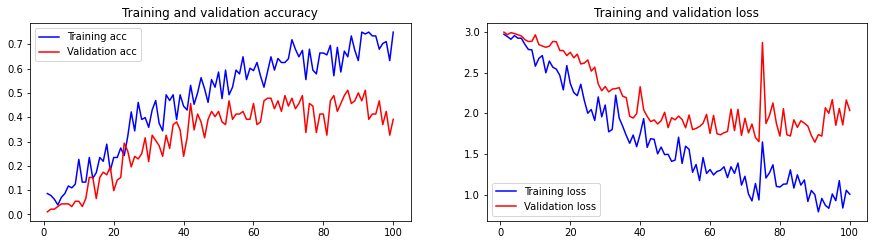 Training and validation accuracy
Training acc
Validation acc
0.7
0.6
0.5
0.4
0.3
0.2
0.1
0.0
0 20 40 60 80 100
Training and validation loss
3.0
2.5
2.0
1.5
1.0
Training loss
Validation loss
0 20 40 60 80 100